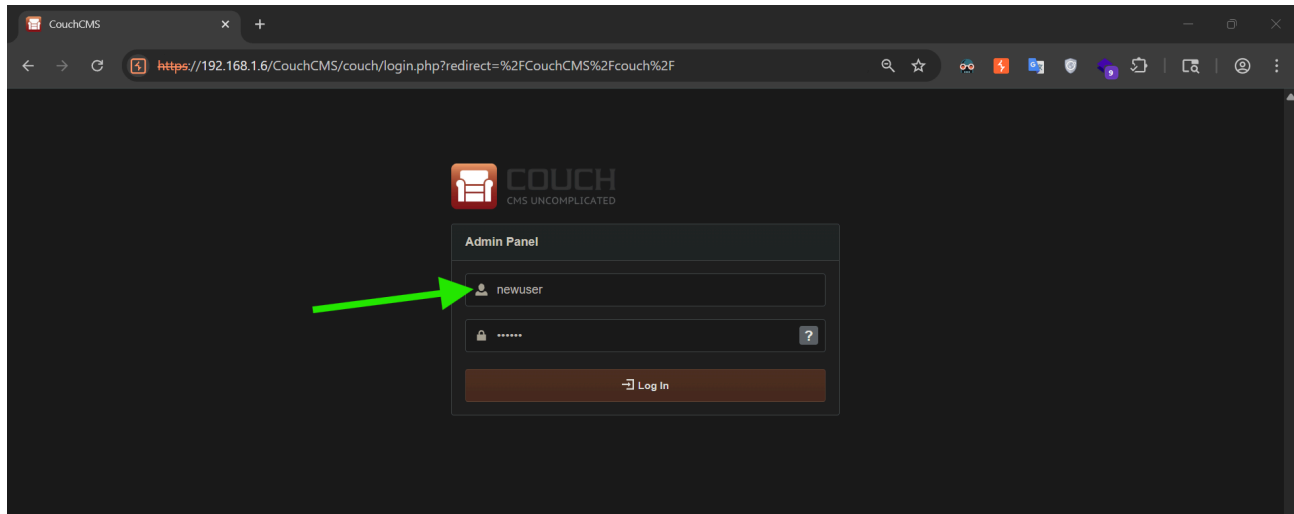 CouchCMS
https://192.168.1.6/CouchCMS/couch/login.php?redirect=%2FCouchCMS%2Fcouch%2F
9
COUCH
CMS UNCOMPLICATED
Admin Panel
newuser
••••••
?
Log In